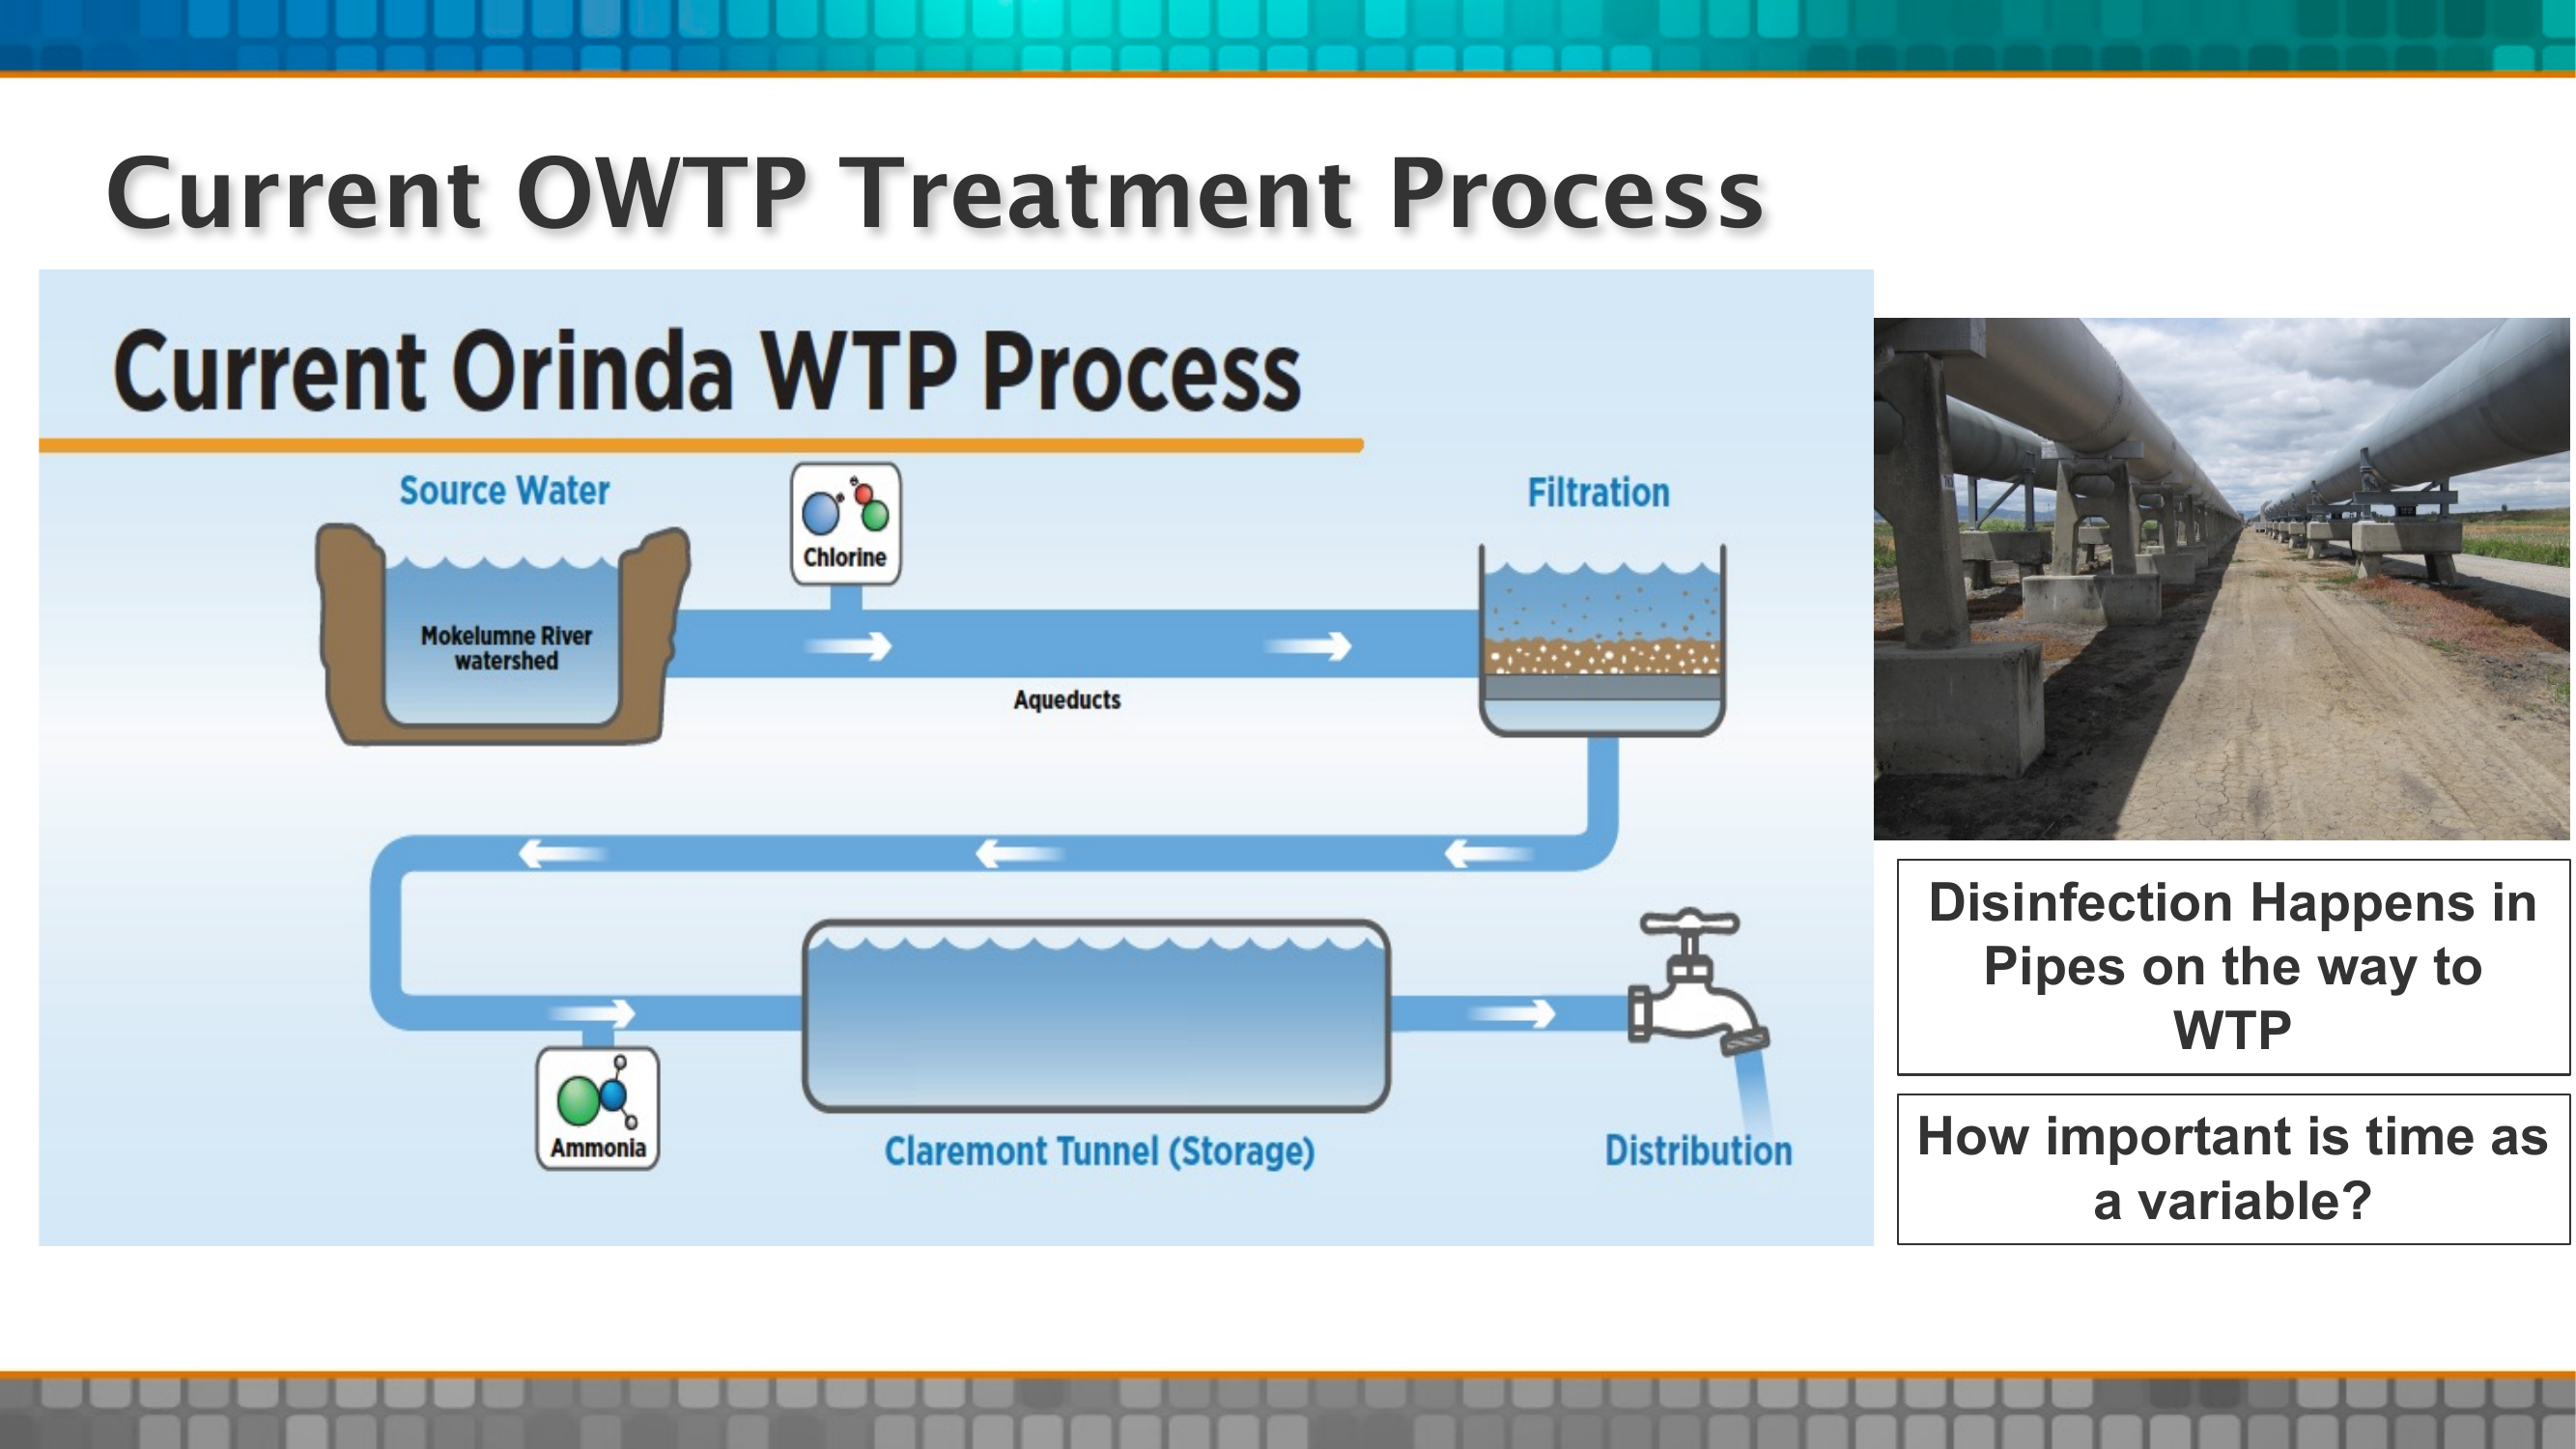 Current OWTP Treatment Process
Current Orinda WTP Process
Source Water
Chlorine
Filtration
Mokelumne River
watershed
Aqueducts
Ammonia
Claremont Tunnel (Storage)
Distribution
Disinfection Happens in
Pipes on the way to
WTP
How important is time as
a variable?